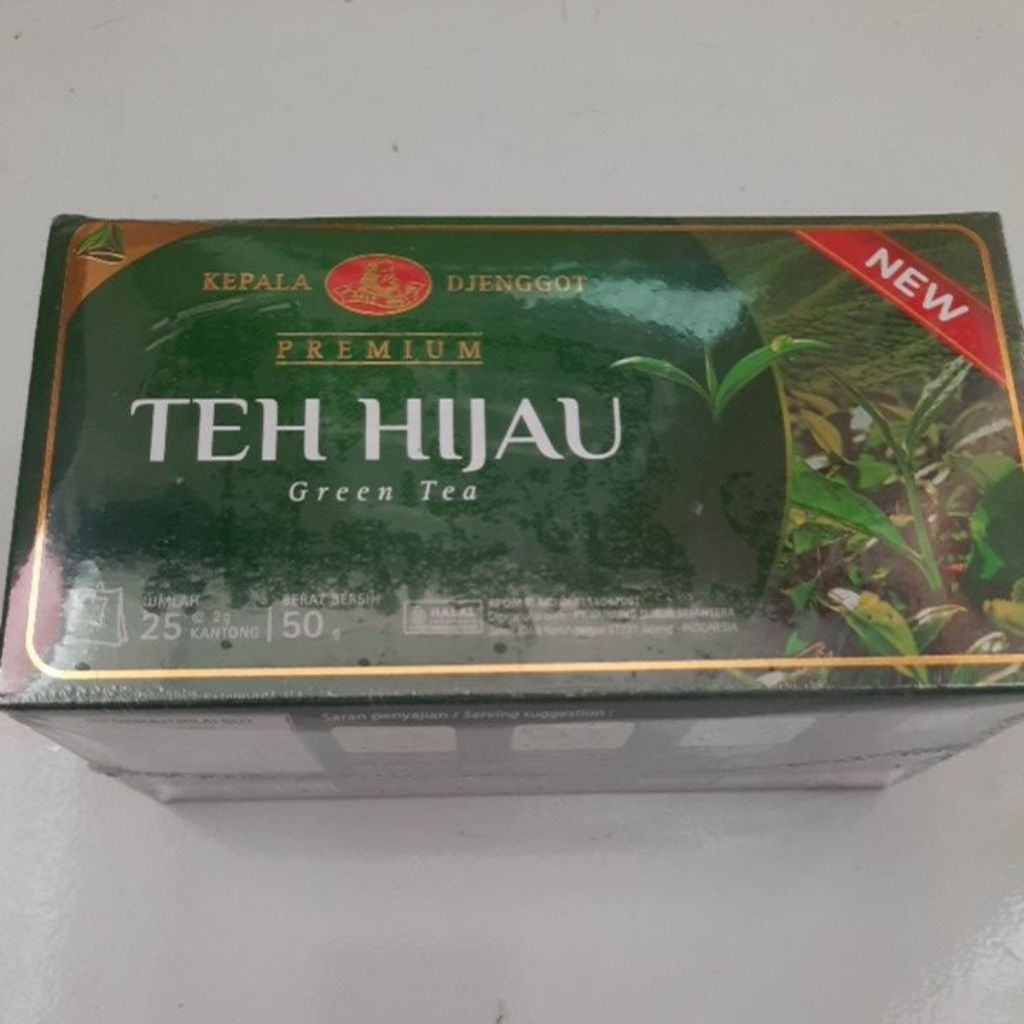 NEW
KEPALA DJENGGOT
PREMIUM
TEH HIJAU
Green Tea
JUMLAH
25 @ 2g
KANTONG
BERAT BERSIH
50 g
HALAL
INDONESIA
Saran penyajian / Serving suggestion :